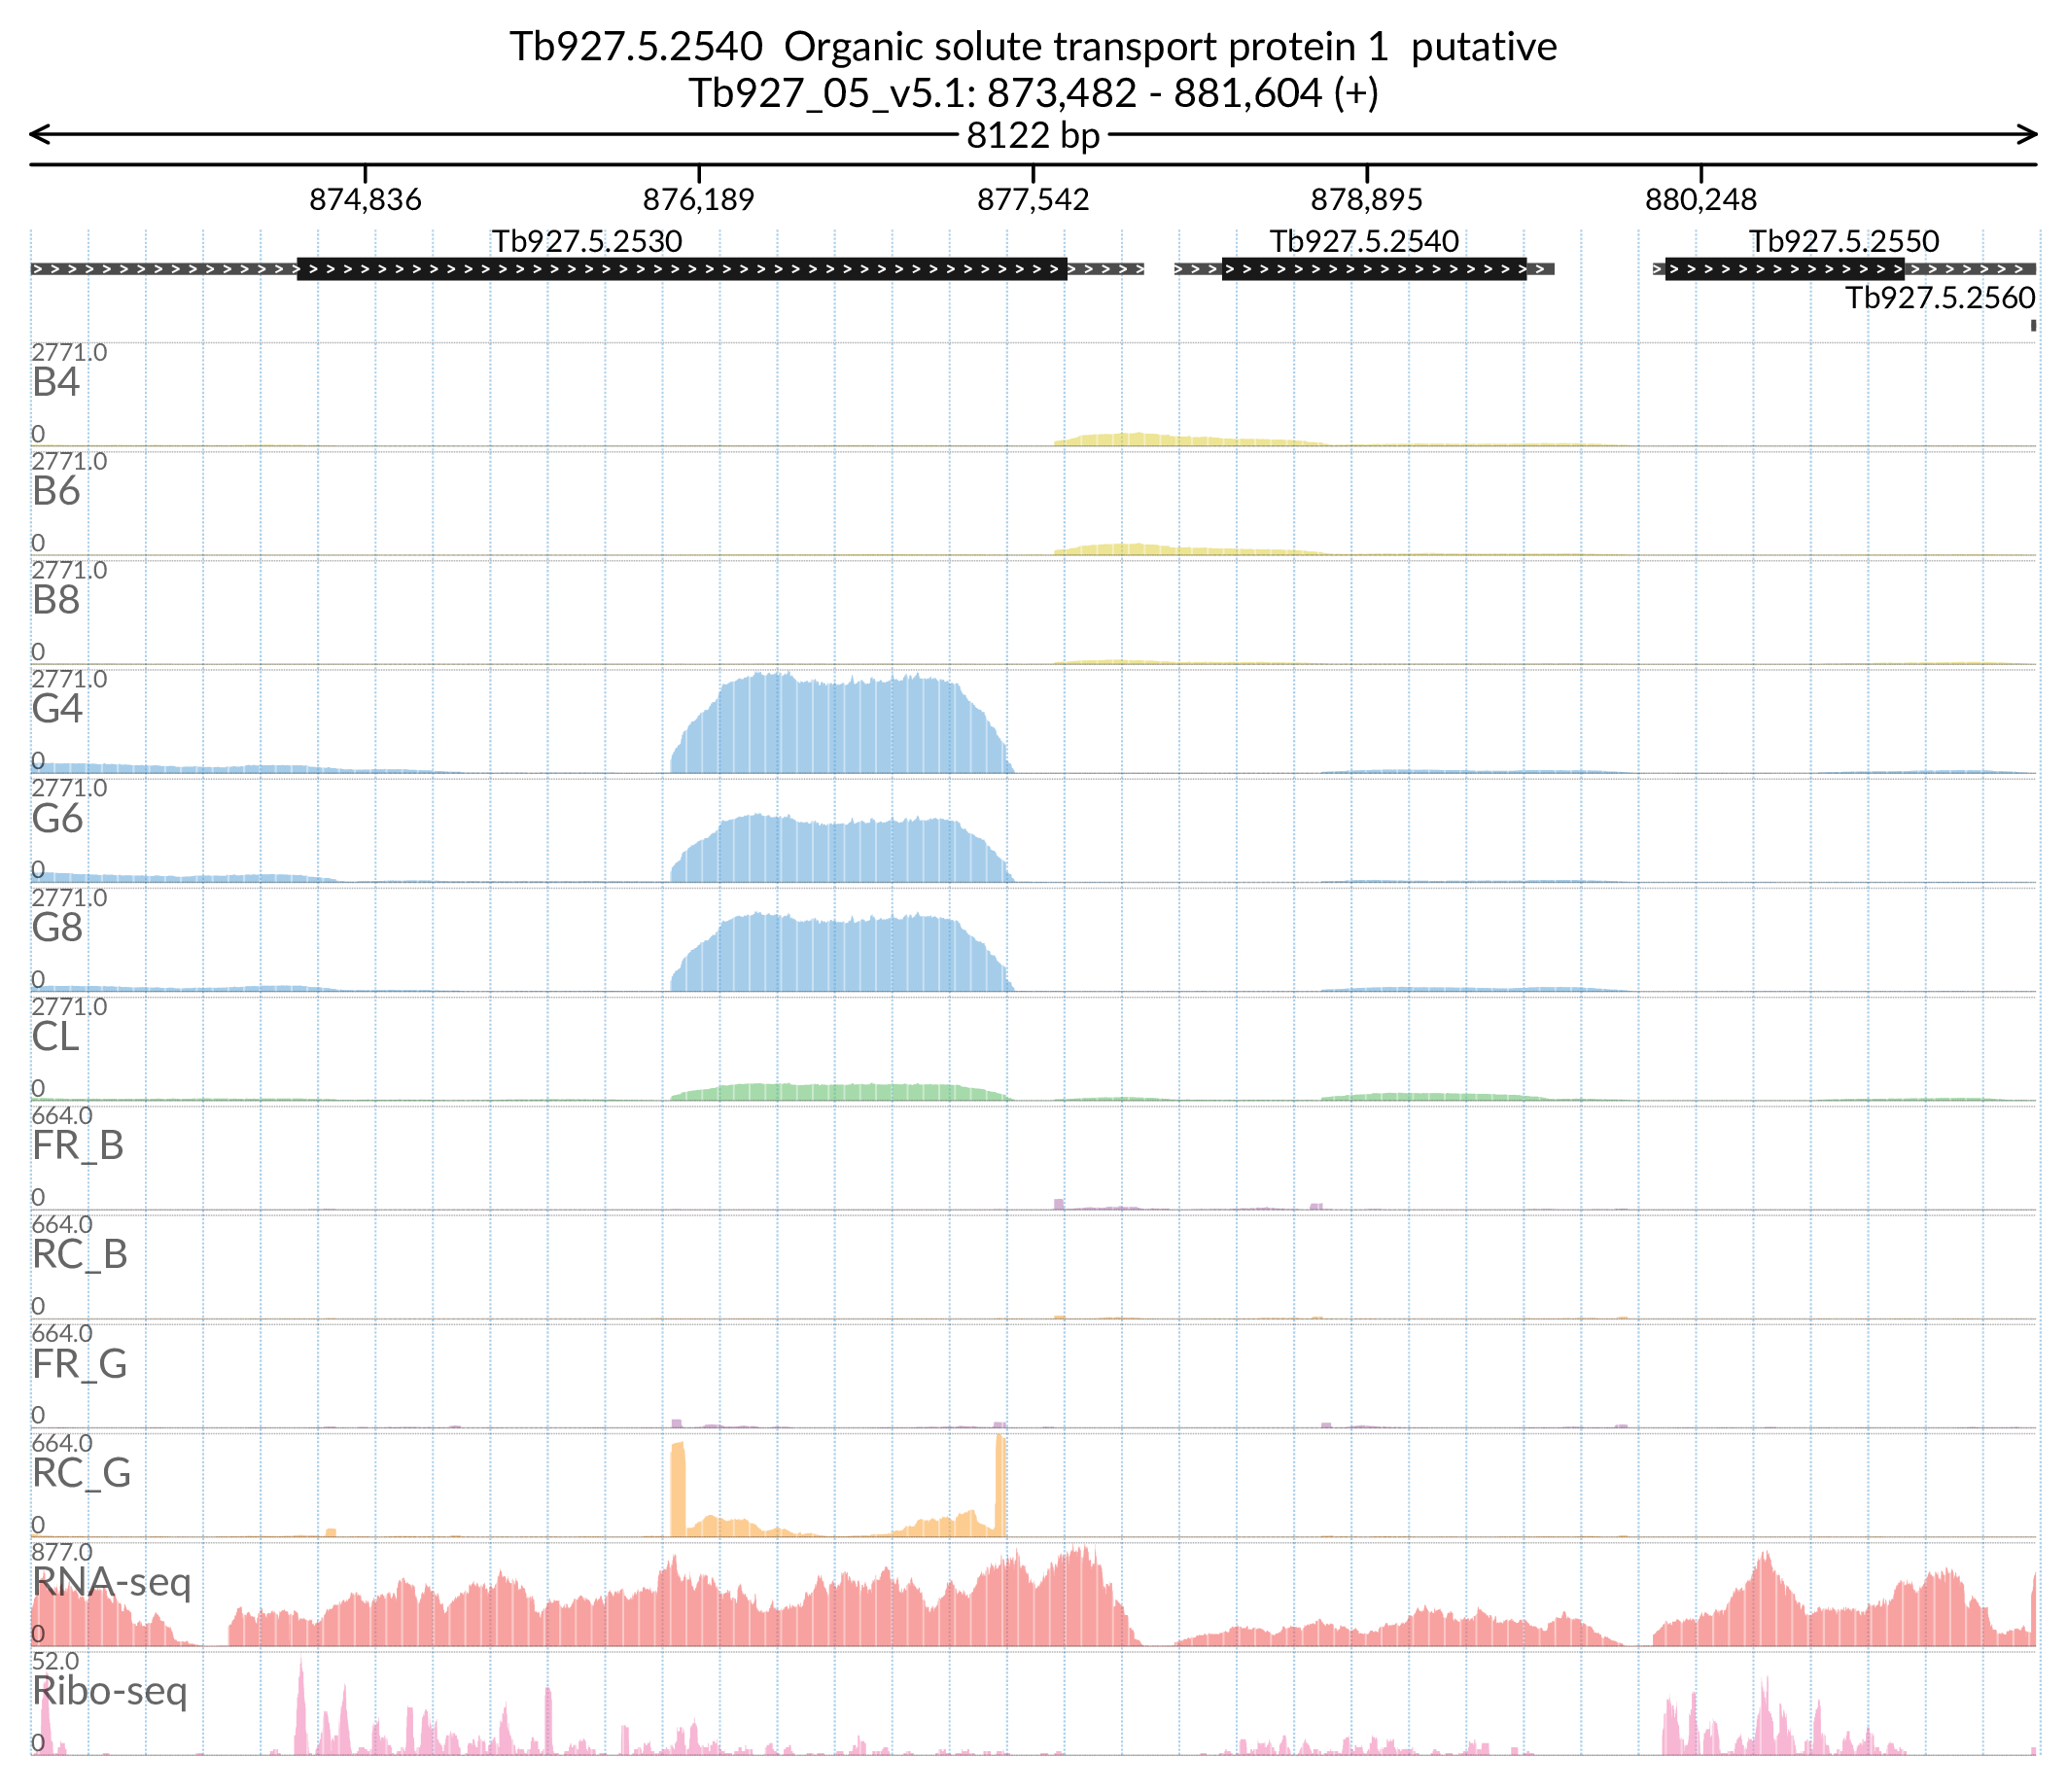 Tb927.5.2540  Organic solute transport protein 1  putative
Tb927_05_v5.1: 873,482 - 881,604 (+)
8122 bp
874,836 876,189 877,542 878,895 880,248
Tb927.5.2530 Tb927.5.2540 Tb927.5.2550
Tb927.5.2560
2771.0
B4
0
2771.0
B6
0
2771.0
B8
0
2771.0
G4
0
2771.0
G6
0
2771.0
G8
0
2771.0
CL
0
664.0
FR_B
0
664.0
RC_B
0
664.0
FR_G
0
664.0
RC_G
0
877.0
RNA-seq
0
52.0
Ribo-seq
0